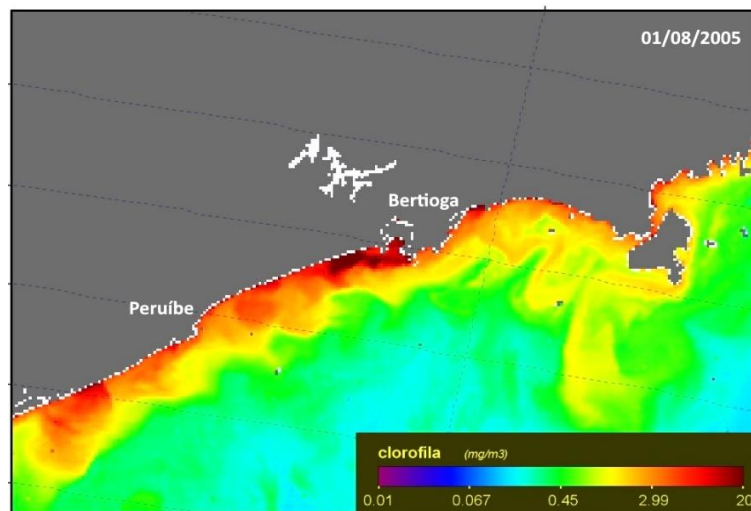 01/08/2005
Bertioga
Peruíbe
clorofila (mg/m3)
0.01 0.067 0.45 2.99 20